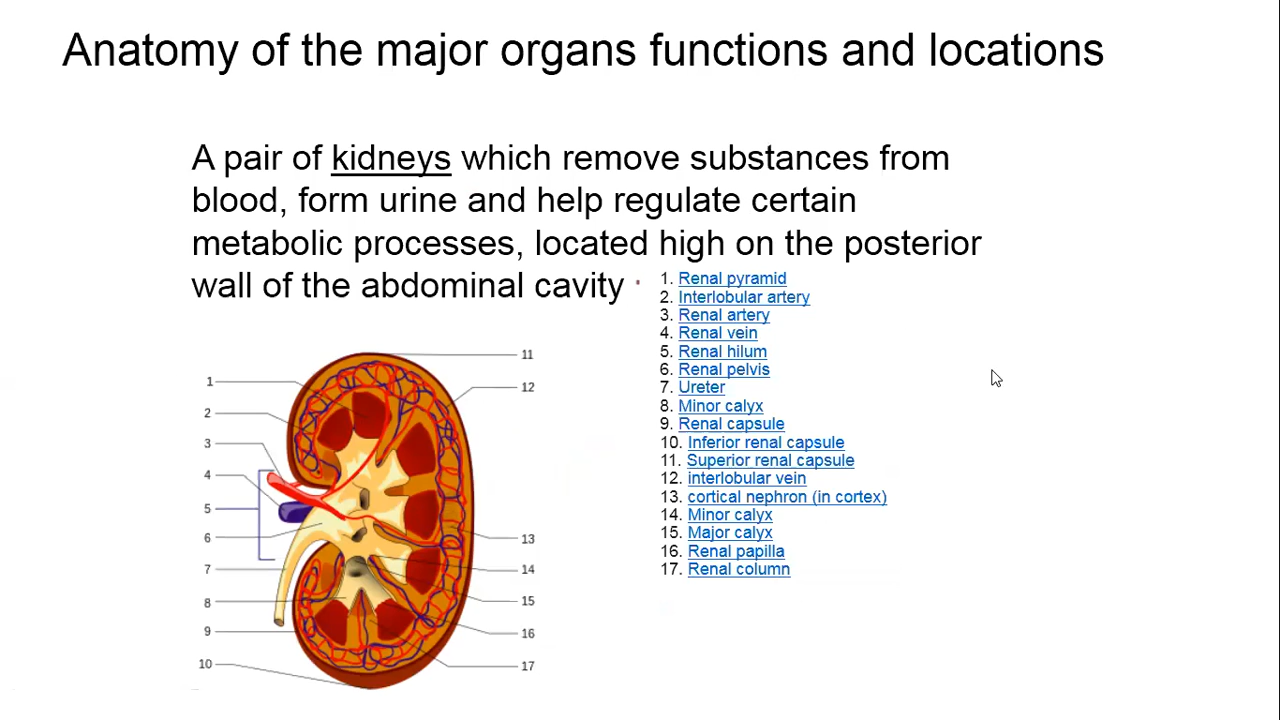 Anatomy of the major organs functions and locations
A pair of kidneys which remove substances from
blood, form urine and help regulate certain
metabolic processes, located high on the posterior
wall of the abdominal cavity
1. Renal pyramid
2. Interlobular artery
3. Renal artery
4. Renal vein
5. Renal hilum
6. Renal pelvis
7. Ureter
8. Minor calyx
9. Renal capsule
10. Inferior renal capsule
11. Superior renal capsule
12. interlobular vein
13. cortical nephron (in cortex)
14. Minor calyx
15. Major calyx
16. Renal papilla
17. Renal column
1
2
3
4
5
6
7
8
9
10
11
12
13
14
15
16
17